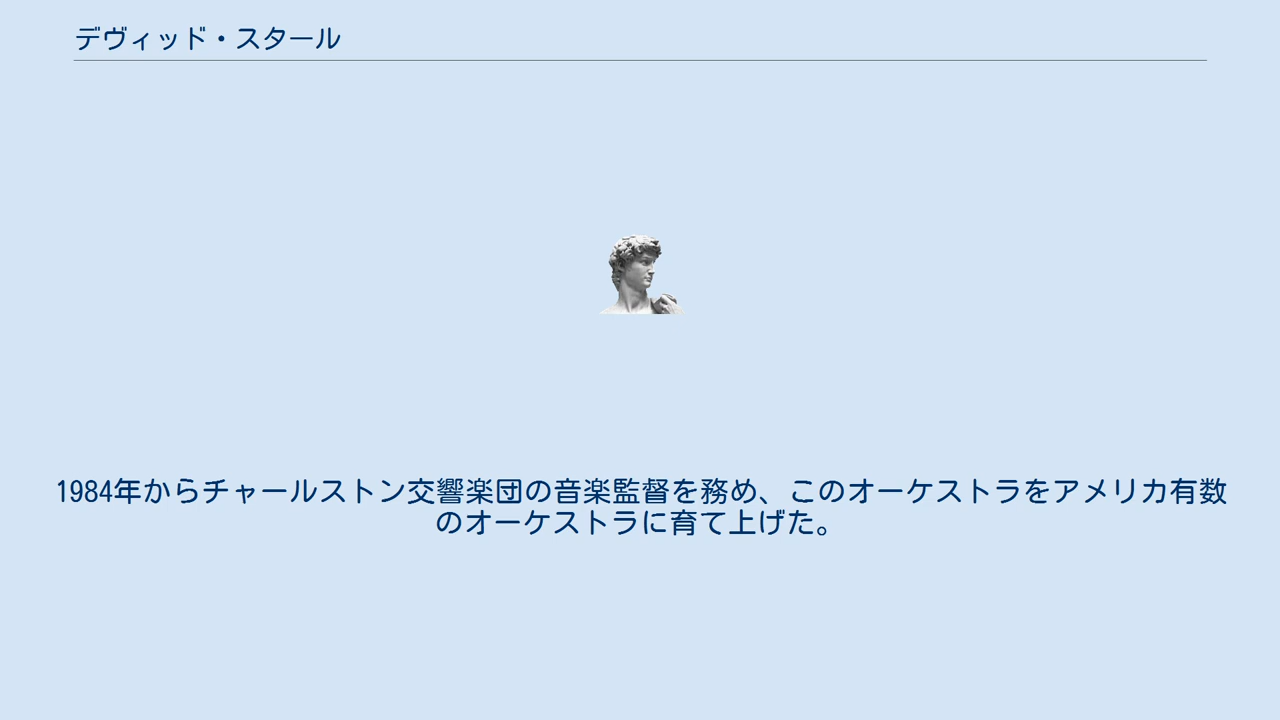 デヴィッド・スタール
1984年からチャールストン交響楽団の音楽監督を務め、このオーケストラをアメリカ有数
のオーケストラに育て上げた。